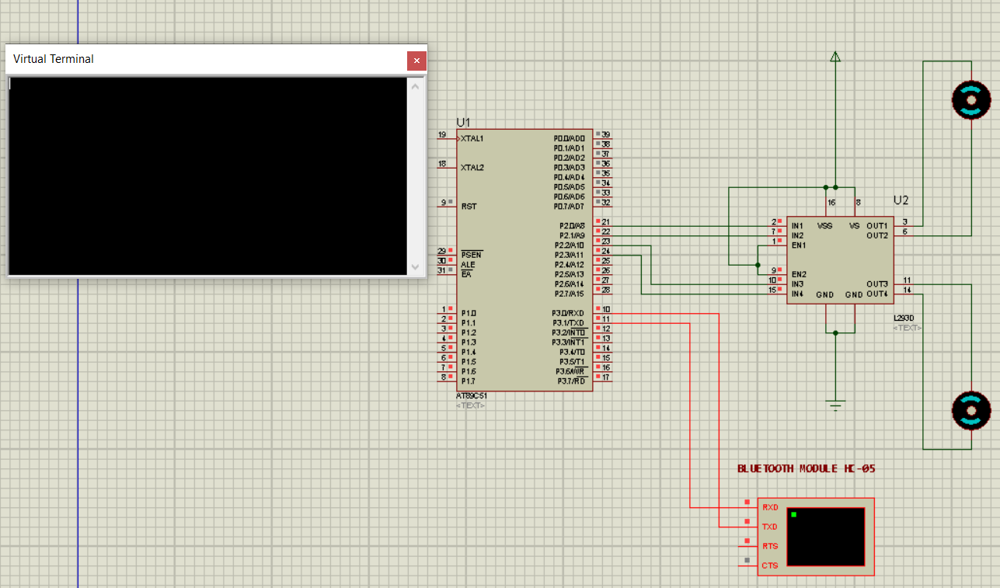 Virtual Terminal
U1
19
XTAL1
18
XTAL2
9
RST
29
PSEN
30
ALE
31
EA
1
P1.0
2
P1.1
3
P1.2
4
P1.3
5
P1.4
6
P1.5
7
P1.6
8
P1.7
P0.0/AD0
39
P0.1/AD1
38
P0.2/AD2
37
P0.3/AD3
36
P0.4/AD4
35
P0.5/AD5
34
P0.6/AD6
33
P0.7/AD7
32
P2.0/A8
21
P2.1/A9
22
P2.2/A10
23
P2.3/A11
24
P2.4/A12
25
P2.5/A13
26
P2.6/A14
27
P2.7/A15
28
P3.0/RXD
10
P3.1/TXD
11
P3.2/INT0
12
P3.3/INT1
13
P3.4/T0
14
P3.5/T1
15
P3.6/WR
16
P3.7/RD
17
AT89C51
<TEXT>
U2
16
8
2
IN1
VSS
VS
OUT1
3
7
IN2
OUT2
6
1
EN1
9
EN2
10
IN3
OUT3
11
15
IN4
GND
GND
OUT4
14
L293D
<TEXT>
BLUETOOTH MODULE HC-05
RXD
TXD
RTS
CTS